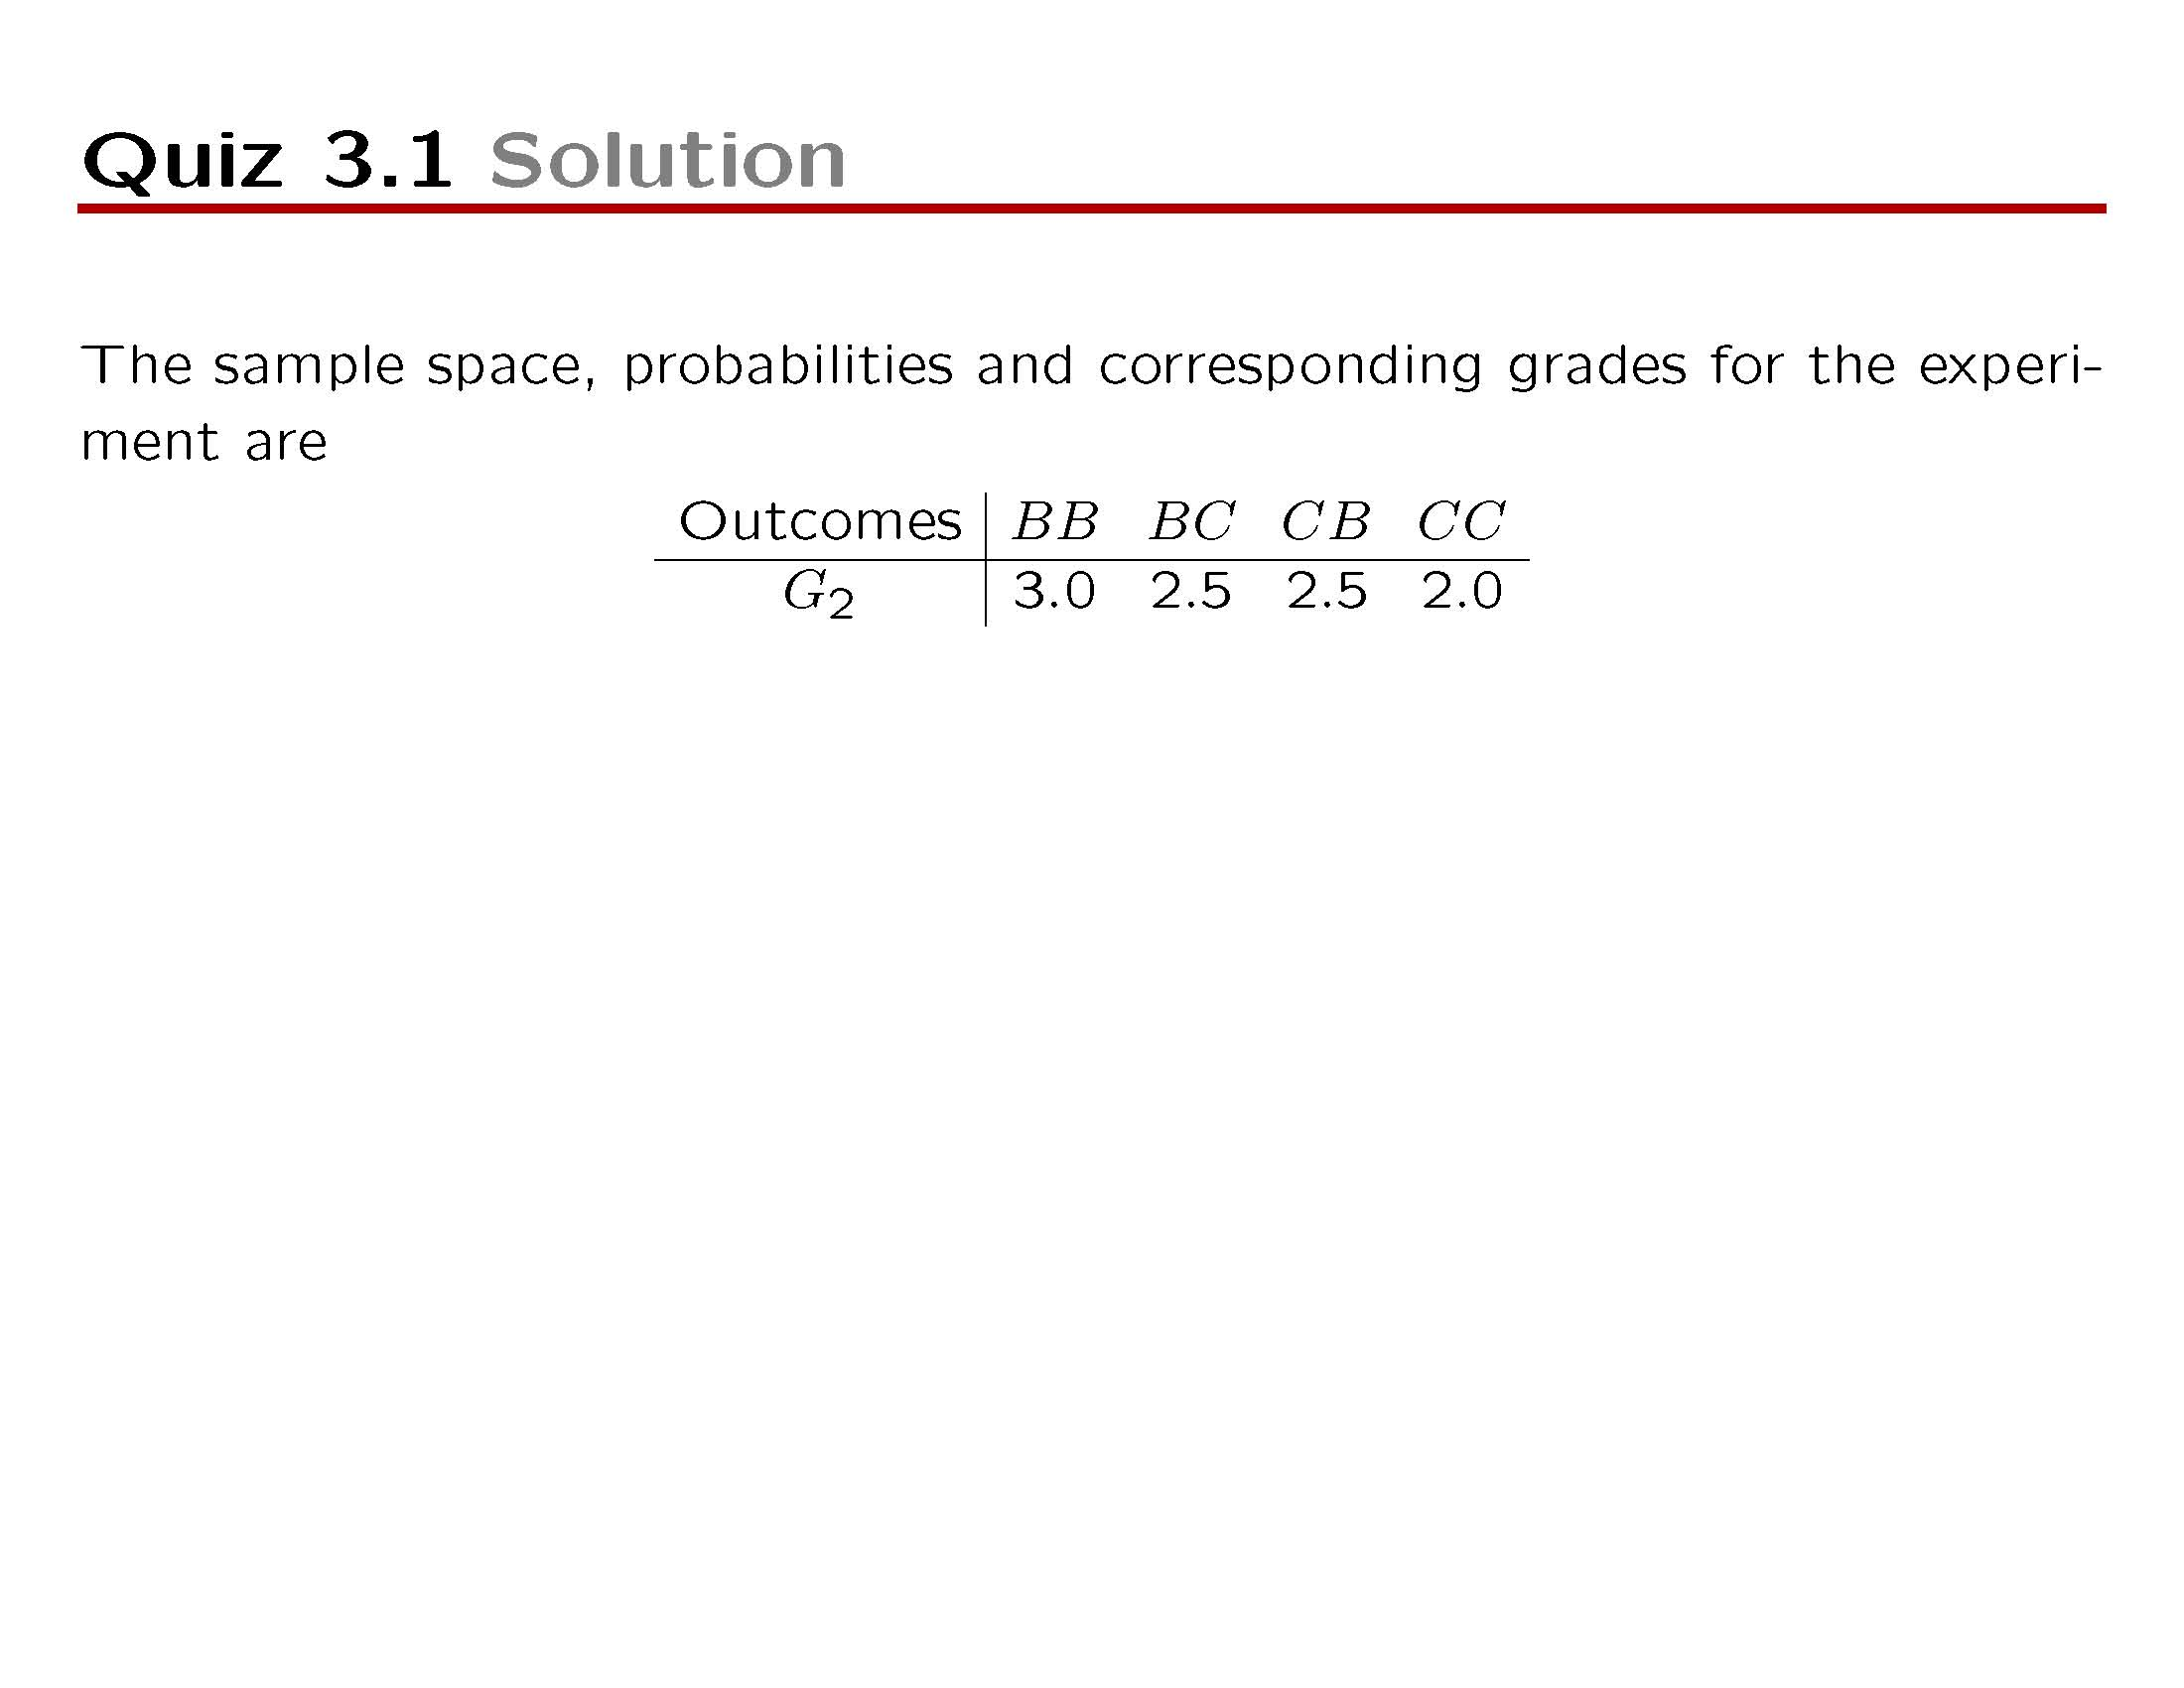 Quiz 3.1 Solution
The sample space, probabilities and corresponding grades for the experi-
ment are
Outcomes BB BC CB CC
G2 3.0 2.5 2.5 2.0